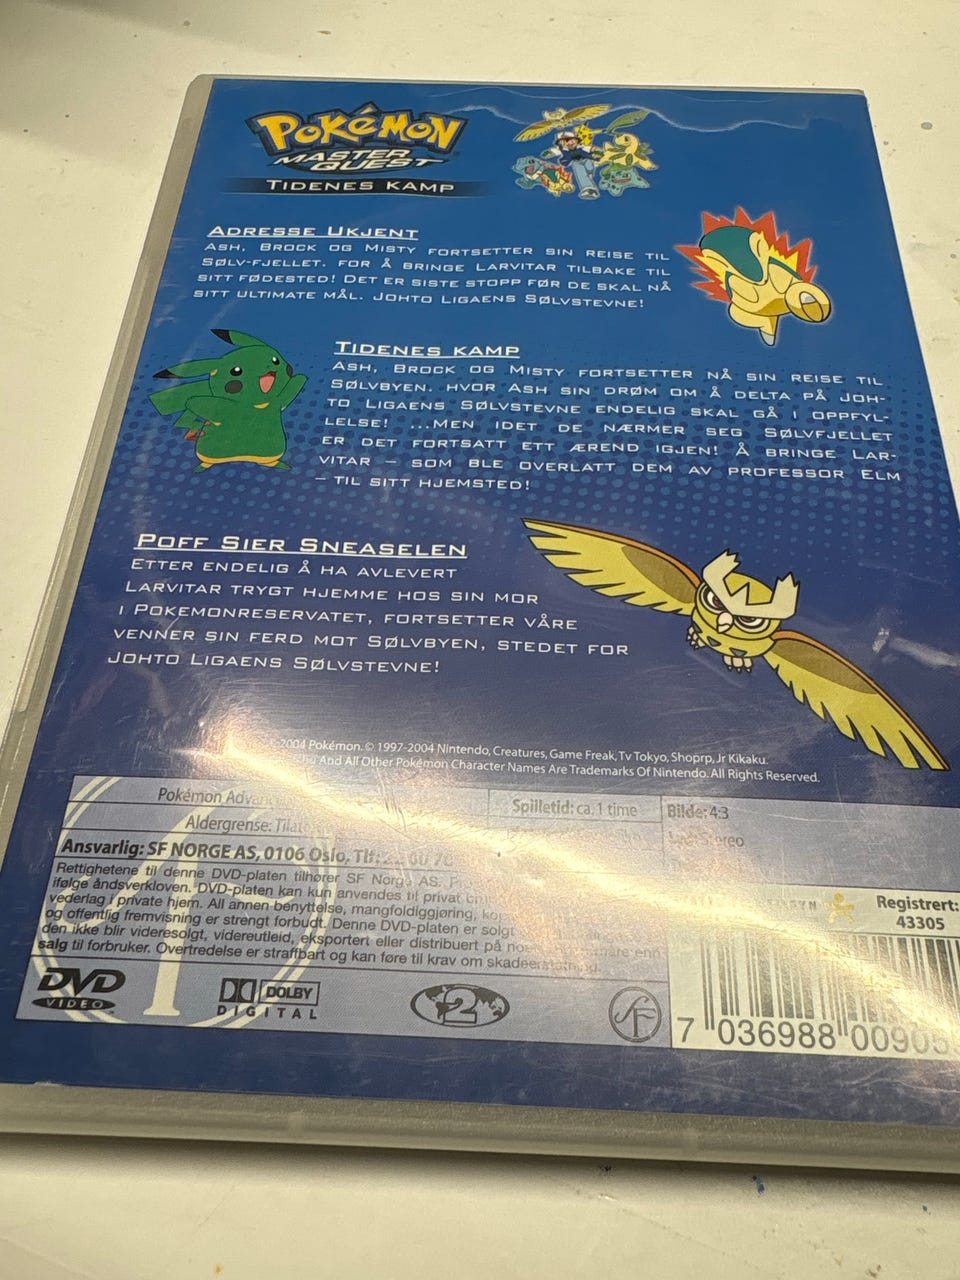 POKéMON
MASTER
QUEST
TIDENES KAMP
ADRESSE UKJENT
ASH, BROCK OG MISTY FORTSETTER SIN REISE TIL
SØLV-FJELLET. FOR Å BRINGE LARVITAR TILBAKE TIL
SITT FØDESTED! DET ER SISTE STOPP FØR DE SKAL NÅ
SITT ULTIMATE MÅL. JOHTO LIGAENS SØLVSTEVNE!
TIDENES KAMP
ASH, BROCK OG MISTY FORTSETTER NÅ SIN REISE TIL
SØLVBYEN. HVOR ASH SIN DRØM OM Å DELTA PÅ JOH-
TO LIGAENS SØLVSTEVNE ENDELIG SKAL GÅ I OPPFYL-
LELSE! ...MEN IDET DE NÆRMER SEG SØLVFJELLET
ER DET FORTSATT ETT ÆREND IGJEN! Å BRINGE LAR-
VITAR – SOM BLE OVERLATT DEM AV PROFESSOR ELM
– TIL SITT HJEMSTED!
POFF SIER SNEASELEN
ETTER ENDELIG Å HA AVLEVERT
LARVITAR TRYGT HJEMME HOS SIN MOR
I POKEMONRESERVATET, FORTSETTER VÅRE
VENNER SIN FERD MOT SØLVBYEN, STEDET FOR
JOHTO LIGAENS SØLVSTEVNE!
2004 Pokémon. © 1997-2004 Nintendo, Creatures, Game Freak, Tv Tokyo, Shoprp, Jr Kikaku.
And All Other Pokémon Character Names Are Trademarks Of Nintendo. All Rights Reserved.
Pokémon Spilletid: ca. 1 time Bilde: 4:3
Aldergrense: Stereo
Ansvarlig: SF NORGE AS, 0106 Oslo, Tlf:
Rettighetene til denne DVD-platen tilhører SF Norge AS.
ifølge åndsverkloven. DVD-platen kan kun anvendes til privat
vederlag i private hjem. All annen benyttelse, mangfoldiggjøring,
og offentlig fremvisning er strengt forbudt. Denne DVD-platen er solgt
den ikke blir videresolgt, videreutleid, eksportert eller distribuert på
salg til forbruker. Overtredelse er straffbart og kan føre til krav om
Registrert:
43305
DVD
VIDEO
DOLBY
DIGITAL
2
SF
7 036988 00905